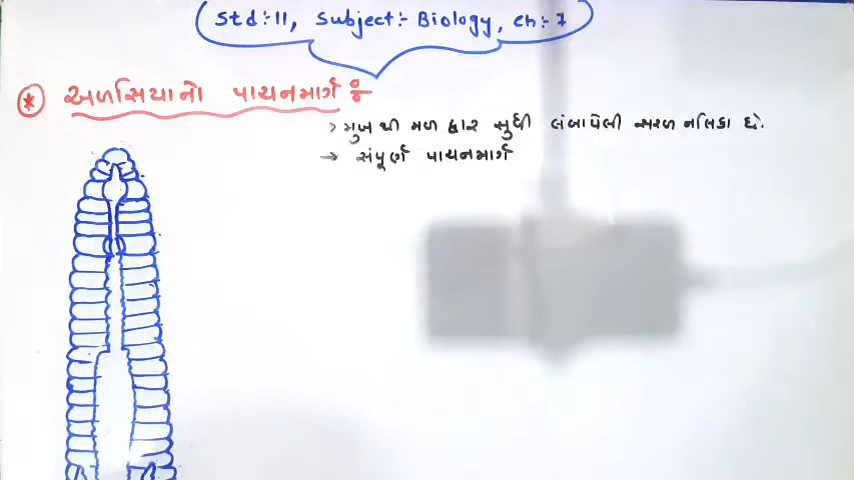 Std:-11, Subject:- Biology, Ch:- 7
* અળસિયાનો પાચનમાર્ગ ઃ
> મુખ થી મળ દ્વાર સુધી લંબાયેલી સરળ નલિકા છે.
→ સંપૂર્ણ પાચનમાર્ગ